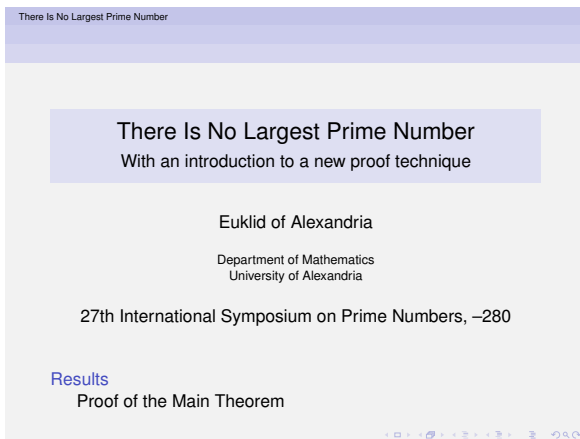 There Is No Largest Prime Number
There Is No Largest Prime Number
With an introduction to a new proof technique
Euklid of Alexandria
Department of Mathematics
University of Alexandria
27th International Symposium on Prime Numbers, –280
Results
Proof of the Main Theorem